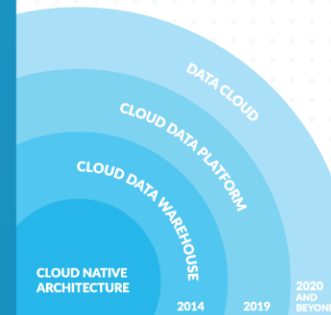 DATA CLOUD
CLOUD DATA PLATFORM
CLOUD DATA WAREHOUSE
CLOUD NATIVE
ARCHITECTURE
2014
2019
2020
AND
BEYOND